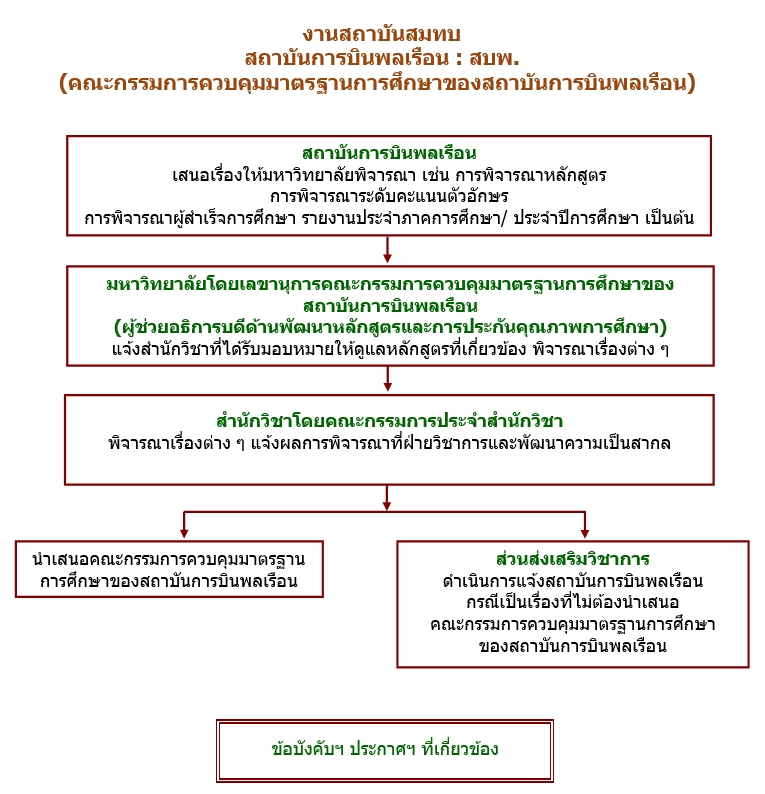 งานสถาบันสมทบ
สถาบันการบินพลเรือน : สบพ.
(คณะกรรมการควบคุมมาตรฐานการศึกษาของสถาบันการบินพลเรือน)
สถาบันการบินพลเรือน
เสนอเรื่องให้มหาวิทยาลัยพิจารณา เช่น การพิจารณาหลักสูตร
การพิจารณาระดับคะแนนตัวอักษร
การพิจารณาผู้สำเร็จการศึกษา รายงานประจำภาคการศึกษา/ ประจำปีการศึกษา เป็นต้น
มหาวิทยาลัยโดยเลขานุการคณะกรรมการควบคุมมาตรฐานการศึกษาของ
สถาบันการบินพลเรือน
(ผู้ช่วยอธิการบดีด้านพัฒนาหลักสูตรและการประกันคุณภาพการศึกษา)
แจ้งสำนักวิชาที่ได้รับมอบหมายให้ดูแลหลักสูตรที่เกี่ยวข้อง พิจารณาเรื่องต่าง ๆ
สำนักวิชาโดยคณะกรรมการประจำสำนักวิชา
พิจารณาเรื่องต่าง ๆ แจ้งผลการพิจารณาที่ฝ่ายวิชาการและพัฒนาความเป็นสากล
นำเสนอคณะกรรมการควบคุมมาตรฐาน
การศึกษาของสถาบันการบินพลเรือน
ส่วนส่งเสริมวิชาการ
ดำเนินการแจ้งสถาบันการบินพลเรือน
กรณีเป็นเรื่องที่ไม่ต้องนำเสนอ
คณะกรรมการควบคุมมาตรฐานการศึกษา
ของสถาบันการบินพลเรือน
ข้อบังคับฯ ประกาศฯ ที่เกี่ยวข้อง